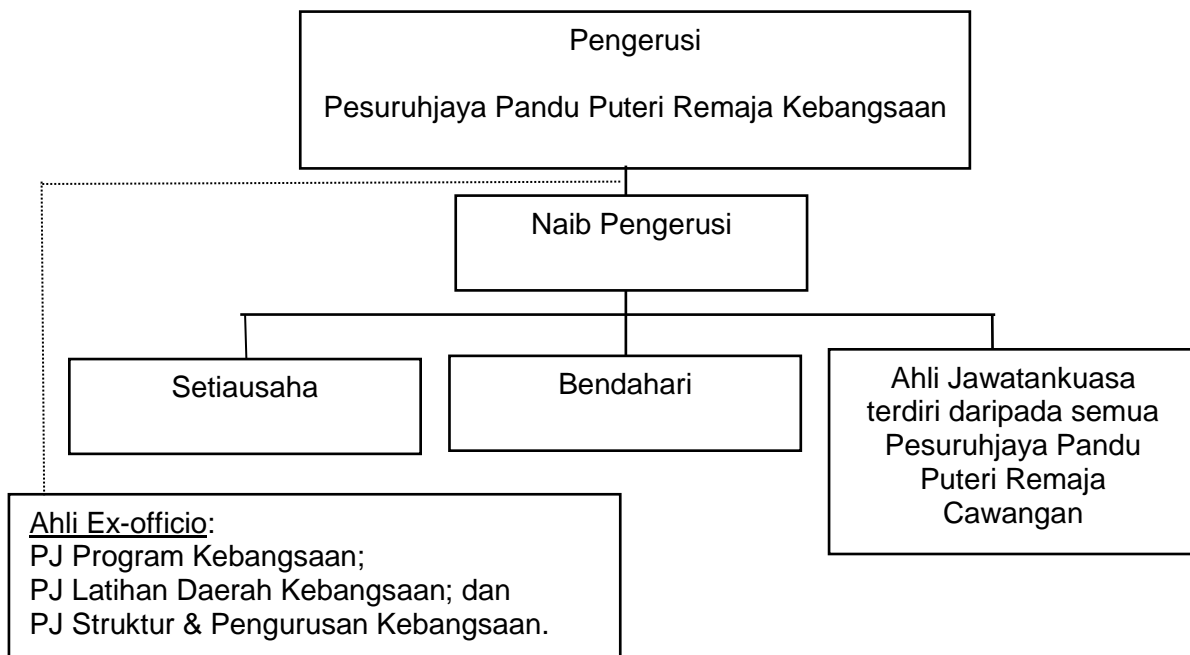 Pengerusi
Pesuruhjaya Pandu Puteri Remaja Kebangsaan
Naib Pengerusi
Setiausaha
Bendahari
Ahli Jawatankuasa
terdiri daripada semua
Pesuruhjaya Pandu
Puteri Remaja
Cawangan
Ahli Ex-officio:
PJ Program Kebangsaan;
PJ Latihan Daerah Kebangsaan; dan
PJ Struktur & Pengurusan Kebangsaan.